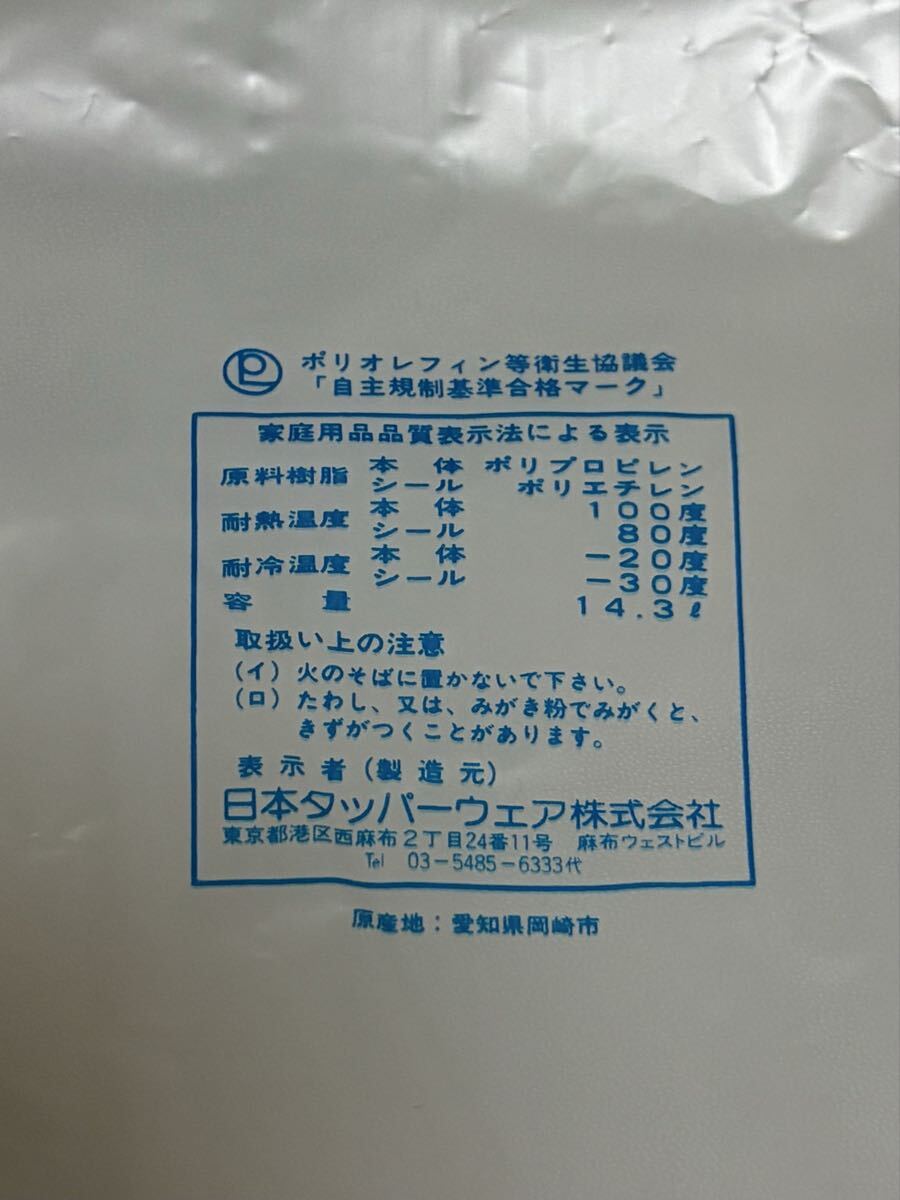 PL ポリオレフィン等衛生協議会
「自主規制基準合格マーク」
家庭用品品質表示法による表示
原料樹脂 本体 ポリプロピレン
シール ポリエチレン
耐熱温度 本体 100度
シール 80度
耐冷温度 本体 -20度
シール -30度
容量 14.3ℓ
取扱い上の注意
(イ) 火のそばに置かないで下さい。
(ロ) たわし、又は、みがき粉でみがくと、
きずがつくことがあります。
表示者(製造元)
日本タッパーウェア株式会社
東京都港区西麻布2丁目24番11号 麻布ウェストビル
Tel 03-5485-6333代
原産地:愛知県岡崎市